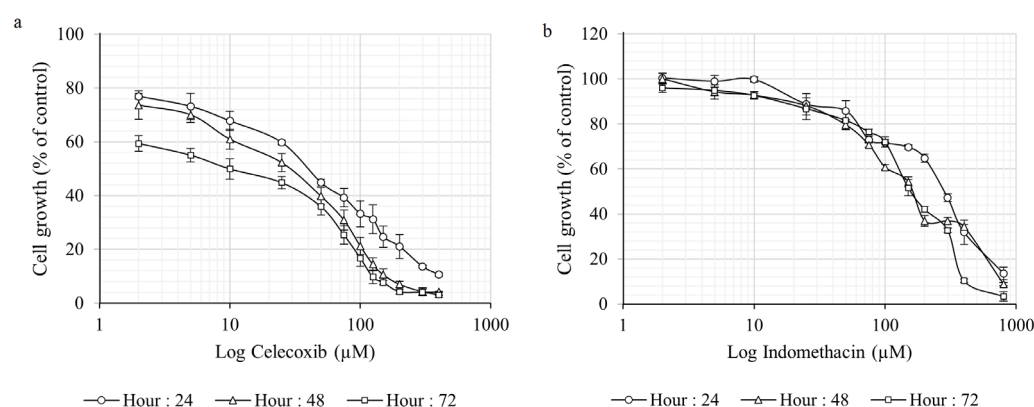 a
100
80
60
40
20
0
Cell growth (% of control)
1 10 100 1000
Log Celecoxib (µM)
Hour : 24 Hour : 48 Hour : 72
b
120
100
80
60
40
20
0
Cell growth (% of control)
1 10 100 1000
Log Indomethacin (µM)
Hour : 24 Hour : 48 Hour : 72